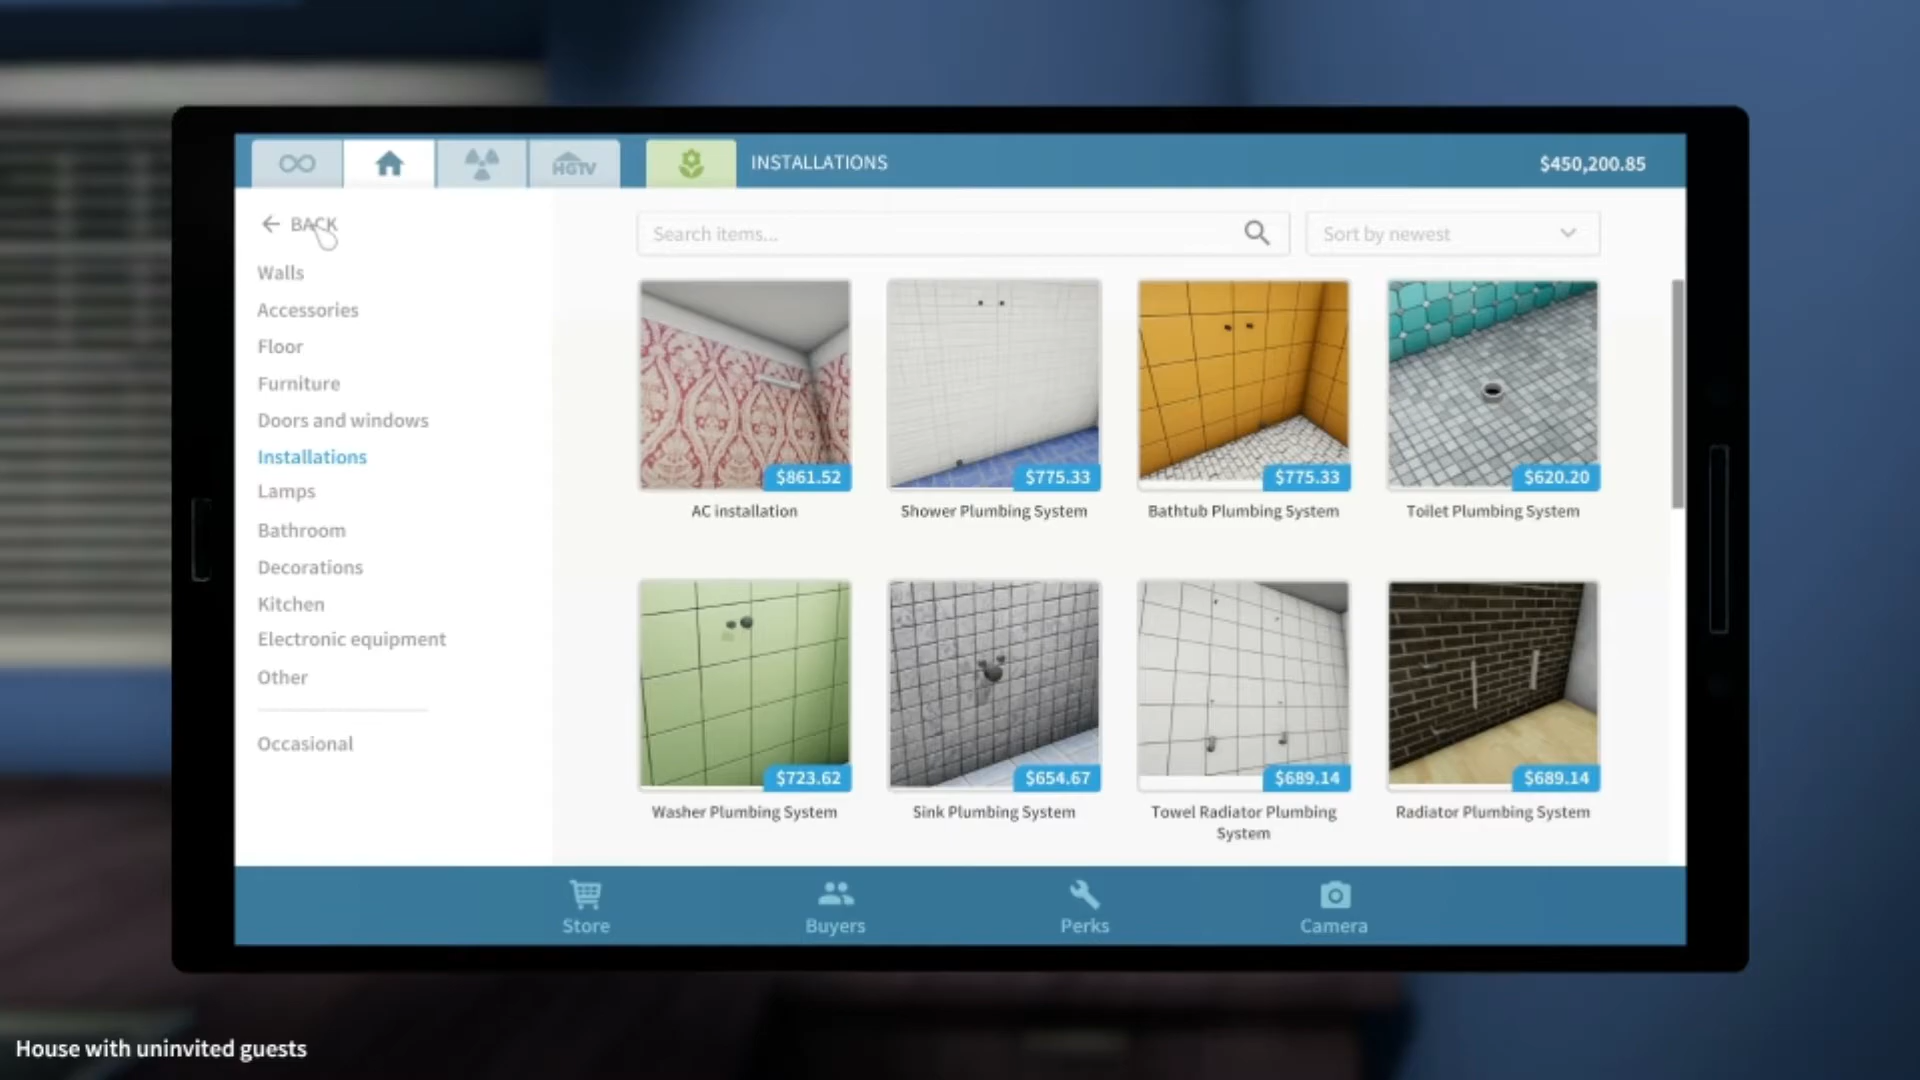 HGTV
INSTALLATIONS
$450,200.85
BACK
Search items...
Sort by newest
Walls
Accessories
Floor
Furniture
Doors and windows
Installations
Lamps
Bathroom
Decorations
Kitchen
Electronic equipment
Other
Occasional
$861.52
$775.33
$775.33
$620.20
AC installation
Shower Plumbing System
Bathtub Plumbing System
Toilet Plumbing System
$723.62
$654.67
$689.14
$689.14
Washer Plumbing System
Sink Plumbing System
Towel Radiator Plumbing
System
Radiator Plumbing System
Store
Buyers
Perks
Camera
House with uninvited guests